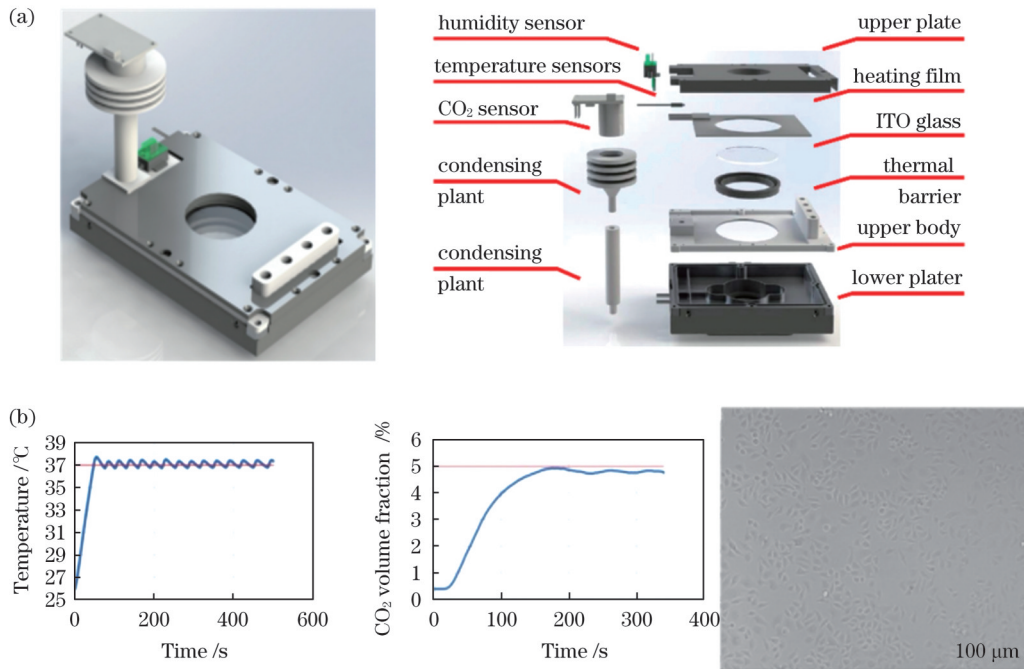 (a)
humidity sensor
temperature sensors
CO₂ sensor
condensing
plant
condensing
plant
upper plate
heating film
ITO glass
thermal
barrier
upper body
lower plater
(b)
Temperature /℃
39
37
35
33
31
29
27
25
0
200
400
600
Time /s
CO₂ volume fraction /%
6
5
4
3
2
1
0
0
100
200
300
400
Time /s
100 μm